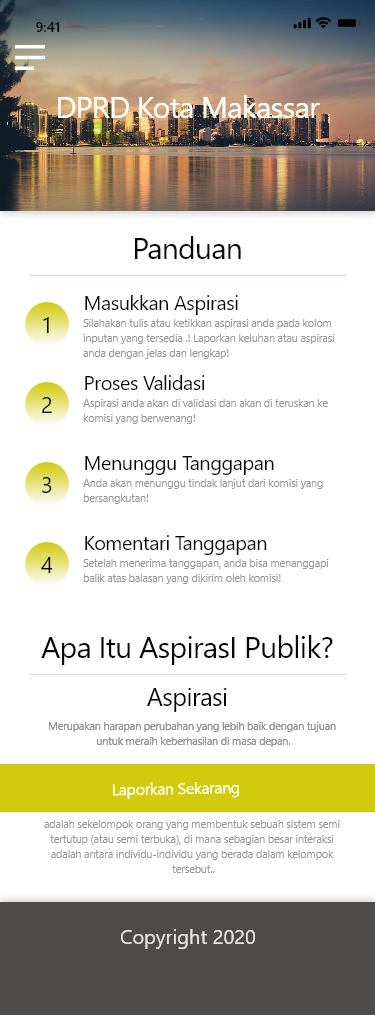 9:41
DPRD Kota Makassar
Panduan
1
Masukkan Aspirasi
Silahakan tulis atau ketikkan aspirasi anda pada kolom
inputan yang tersedia .! Laporkan keluhan atau aspirasi
anda dengan jelas dan lengkap!
2
Proses Validasi
Aspirasi anda akan di validasi dan akan di teruskan ke
komisi yang berwenang!
3
Menunggu Tanggapan
Anda akan menunggu tindak lanjut dari komisi yang
bersangkutan!
4
Komentari Tanggapan
Setelah menerima tanggapan, anda bisa menanggapi
balik atas balasan yang dikirim oleh komisi!
Apa Itu AspirasI Publik?
Aspirasi
Merupakan harapan perubahan yang lebih baik dengan tujuan
untuk meraih keberhasilan di masa depan.
Laporkan Sekarang
adalah sekelompok orang yang membentuk sebuah sistem semi
tertutup (atau semi terbuka), di mana sebagian besar interaksi
adalah antara individu-individu yang berada dalam kelompok
tersebut..
Copyright 2020